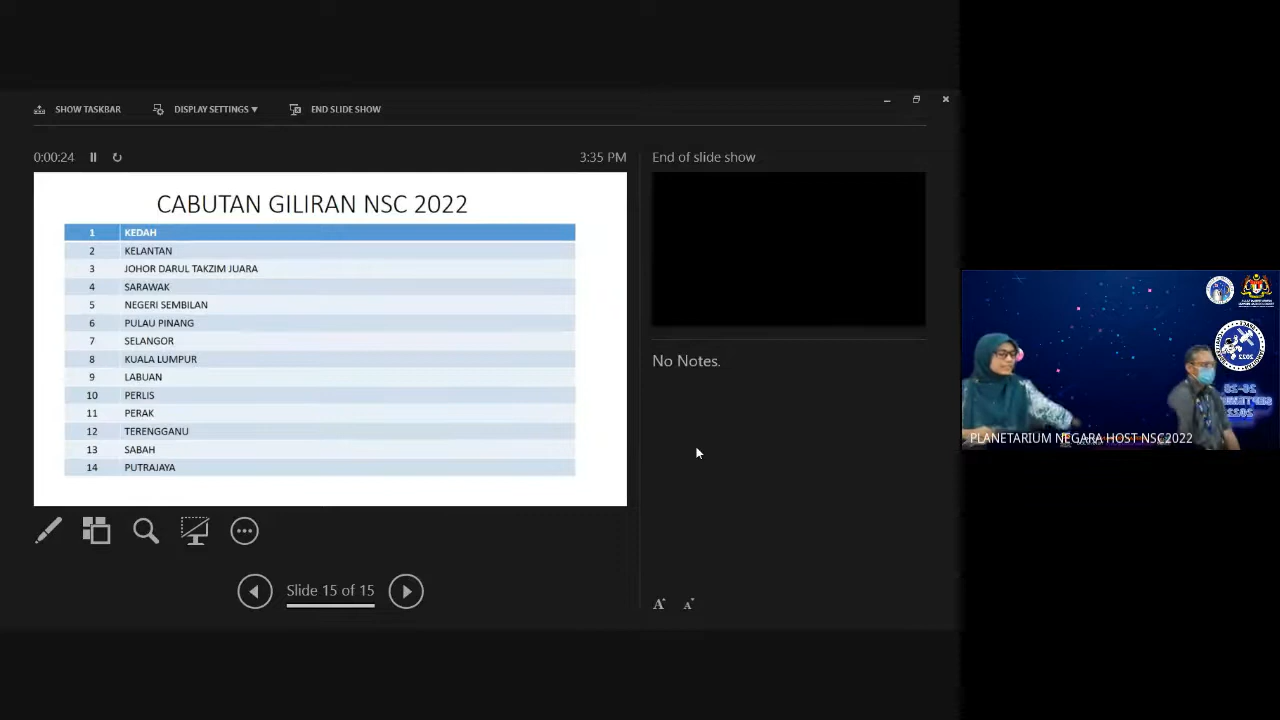 SHOW TASKBAR
DISPLAY SETTINGS
END SLIDE SHOW
0:00:24
3:35 PM
End of slide show
CABUTAN GILIRAN NSC 2022
1 KEDAH
2 KELANTAN
3 JOHOR DARUL TAKZIM JUARA
4 SARAWAK
5 NEGERI SEMBILAN
6 PULAU PINANG
7 SELANGOR
8 KUALA LUMPUR
9 LABUAN
10 PERLIS
11 PERAK
12 TERENGGANU
13 SABAH
14 PUTRAJAYA
No Notes.
PLANETARIUM NEGARA HOST NSC2022
Slide 15 of 15
A A